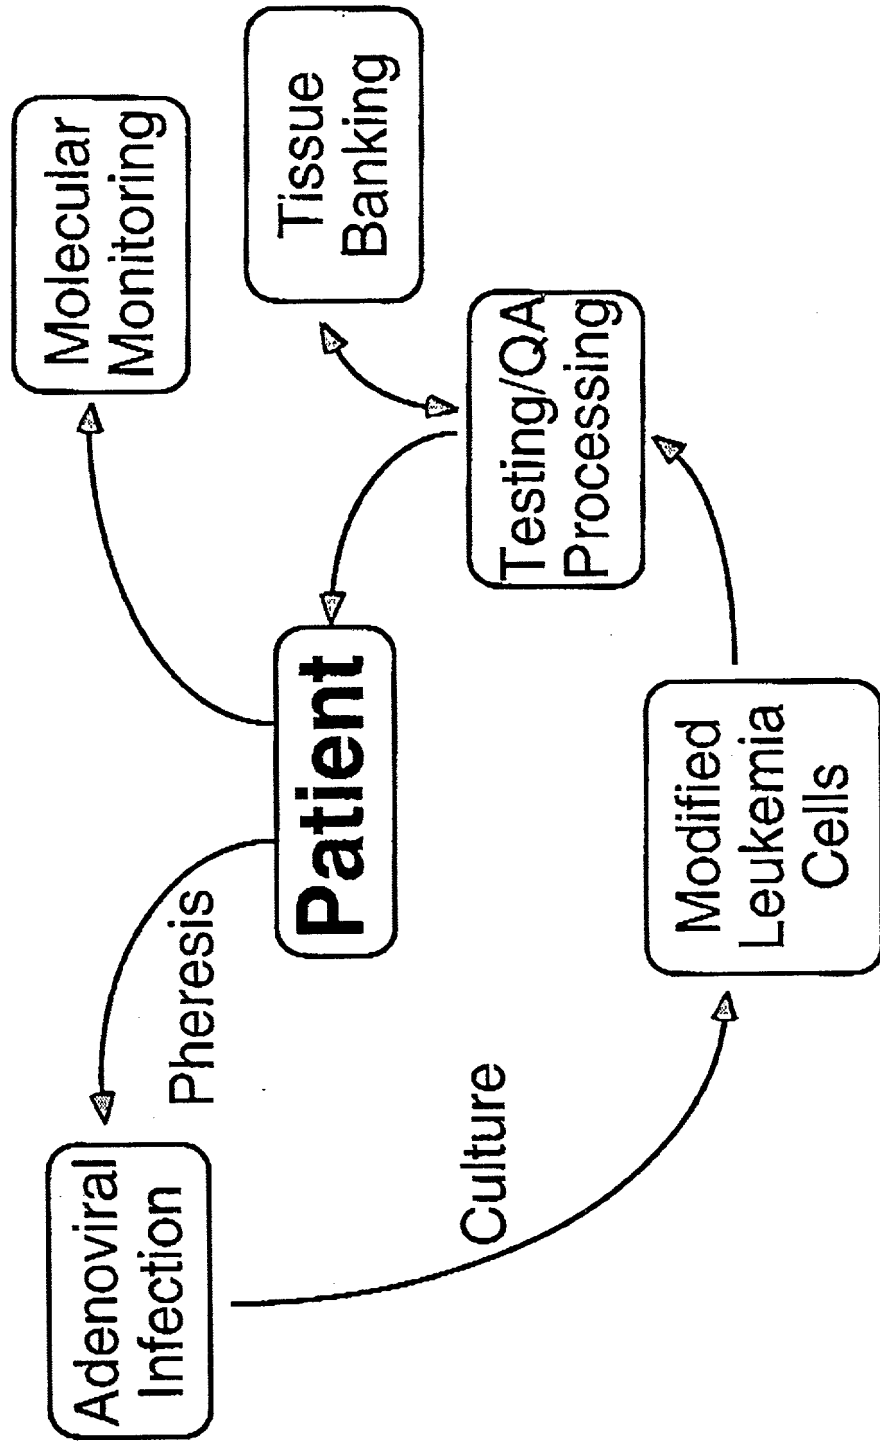 Adenoviral
Infection
Pheresis
Molecular
Monitoring
Patient
Tissue
Banking
Culture
Testing/QA
Processing
Modified
Leukemia
Cells